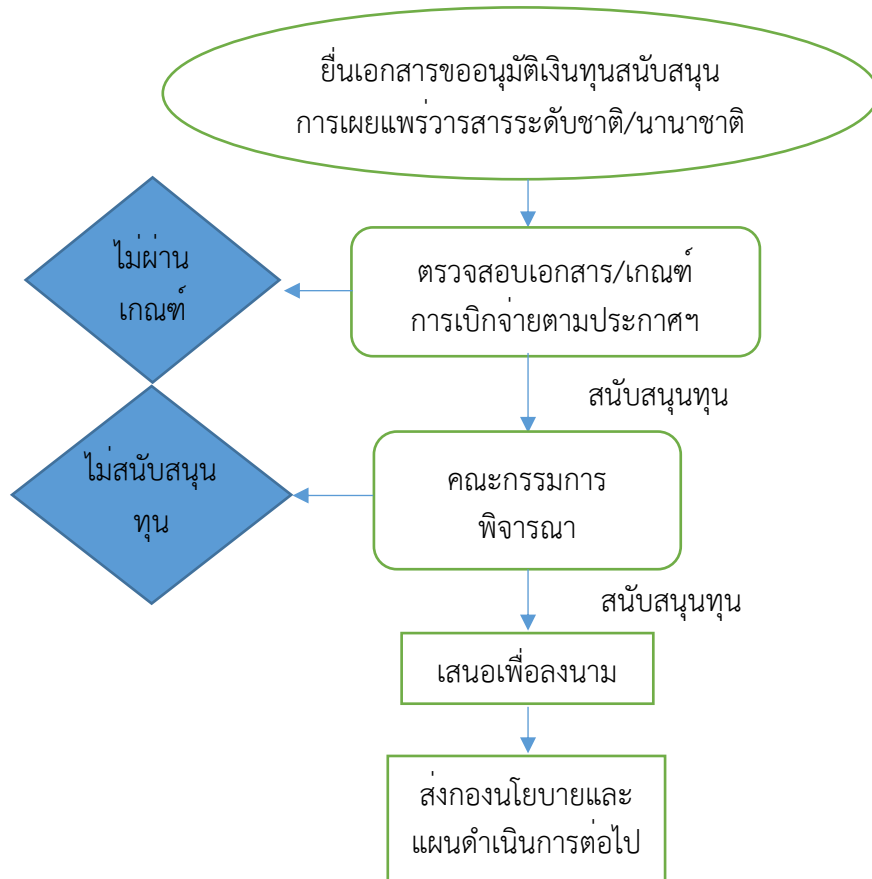 ยื่นเอกสารขออนุมัติเงินทุนสนับสนุน
การเผยแพร่วารสารระดับชาติ/นานาชาติ
ไม่ผ่าน
เกณฑ์
ตรวจสอบเอกสาร/เกณฑ์
การเบิกจ่ายตามประกาศฯ
สนับสนุนทุน
ไม่สนับสนุน
ทุน
คณะกรรมการ
พิจารณา
สนับสนุนทุน
เสนอเพื่อลงนาม
ส่งกองนโยบายและ
แผนดำเนินการต่อไป